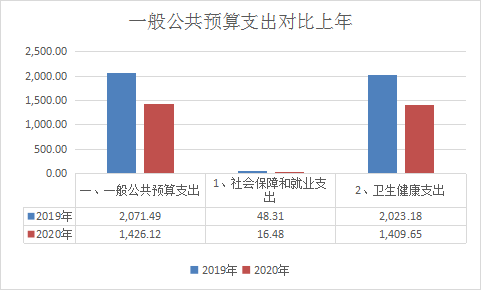 一般公共预算支出对比上年
2,500.00
2,000.00
1,500.00
1,000.00
500.00
0.00
一、一般公共预算支出
1、社会保障和就业支
出
2、卫生健康支出
2019年 2,071.49 48.31 2,023.18
2020年 1,426.12 16.48 1,409.65
2019年 2020年